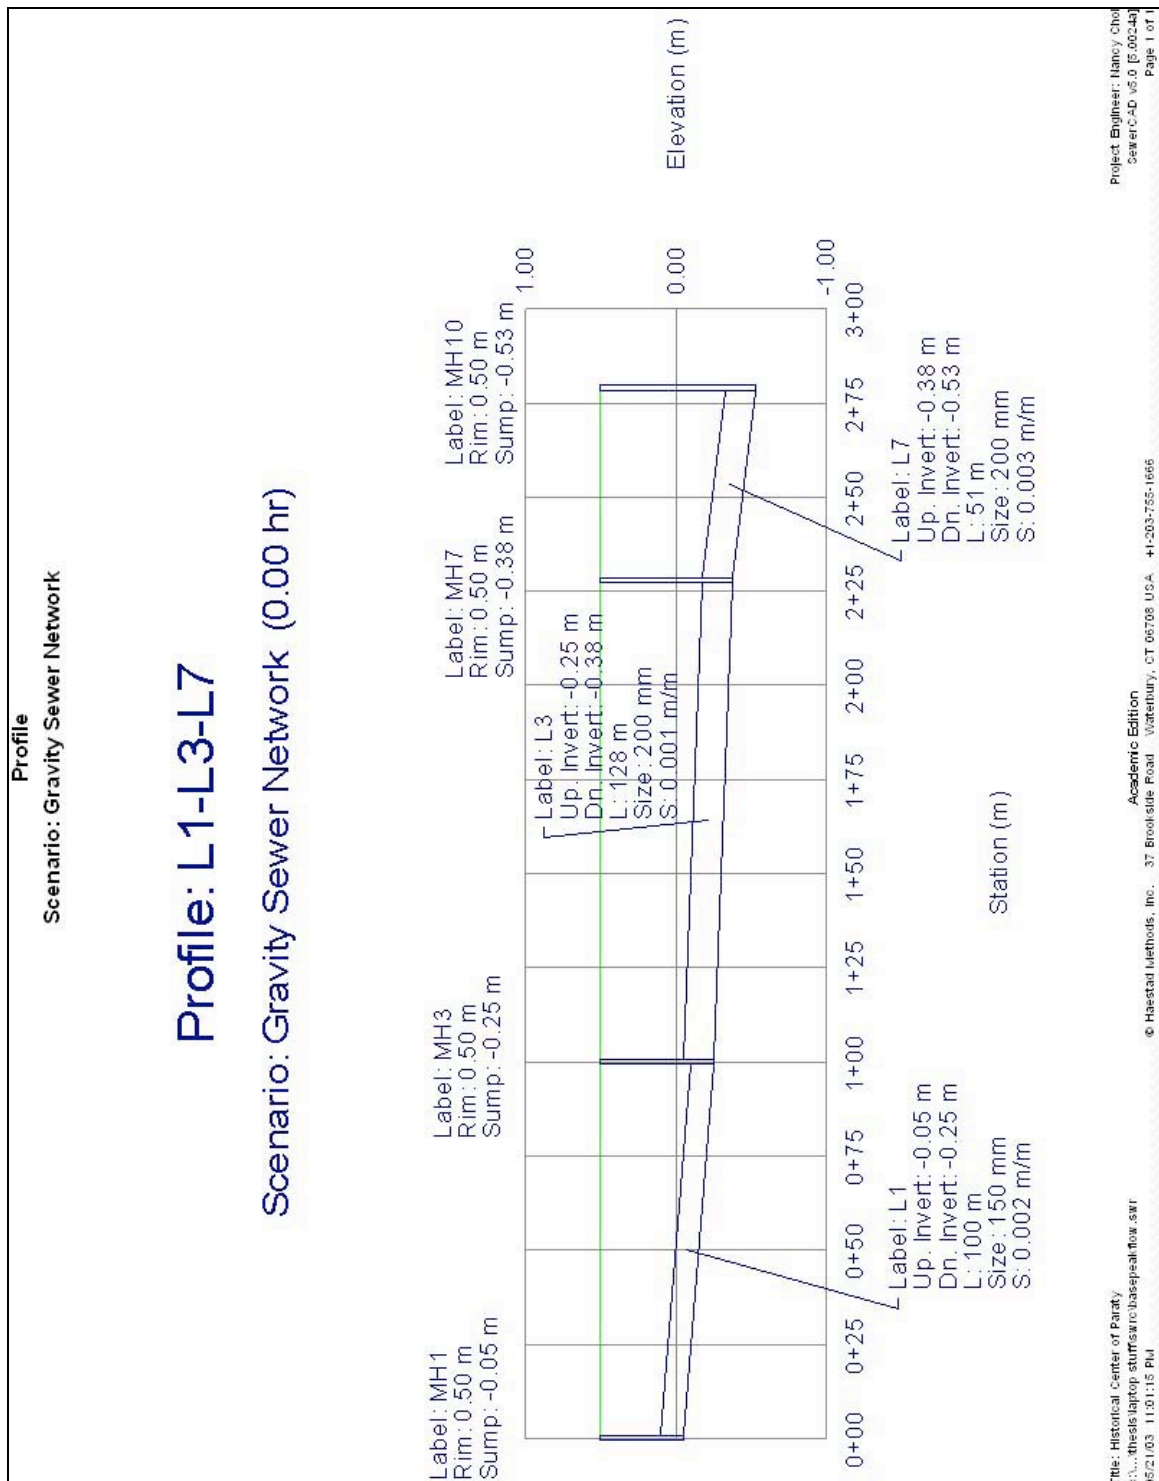 Profile
Scenario: Gravity Sewer Network
Profile: L1-L3-L7
Scenario: Gravity Sewer Network (0.00 hr)
Label: MH1
Rim: 0.50 m
Sump: -0.05 m
Label: MH3
Rim: 0.50 m
Sump: -0.25 m
Label: MH7
Rim: 0.50 m
Sump: -0.38 m
Label: MH10
Rim: 0.50 m
Sump: -0.53 m
Label: L3
Up. Invert: -0.25 m
Dn. Invert: -0.38 m
L: 128 m
Size: 200 mm
S: 0.001 m/m
1.00
0.00
-1.00
Elevation (m)
0+00
0+25
0+50
0+75
1+00
1+25
1+50
1+75
2+00
2+25
2+50
2+75
3+00
Label: L1
Up. Invert: -0.05 m
Dn. Invert: -0.25 m
L: 100 m
Size: 150 mm
S: 0.002 m/m
Label: L7
Up. Invert: -0.38 m
Dn. Invert: -0.53 m
L: 51 m
Size: 200 mm
S: 0.003 m/m
Station (m)
Title: Historical Center of Paraty
Project Engineer: Nancy Choi
:\...\thesis\laptop stuff\swrc\basepeakflow.swr
Academic Edition
SewerCAD v5.0 [5.0024a]
5/21/03 11:01:15 PM
© Haestad Methods, Inc. 37 Brookside Road Waterbury, CT 06708 USA +1-203-755-1666
Page 1 of 1